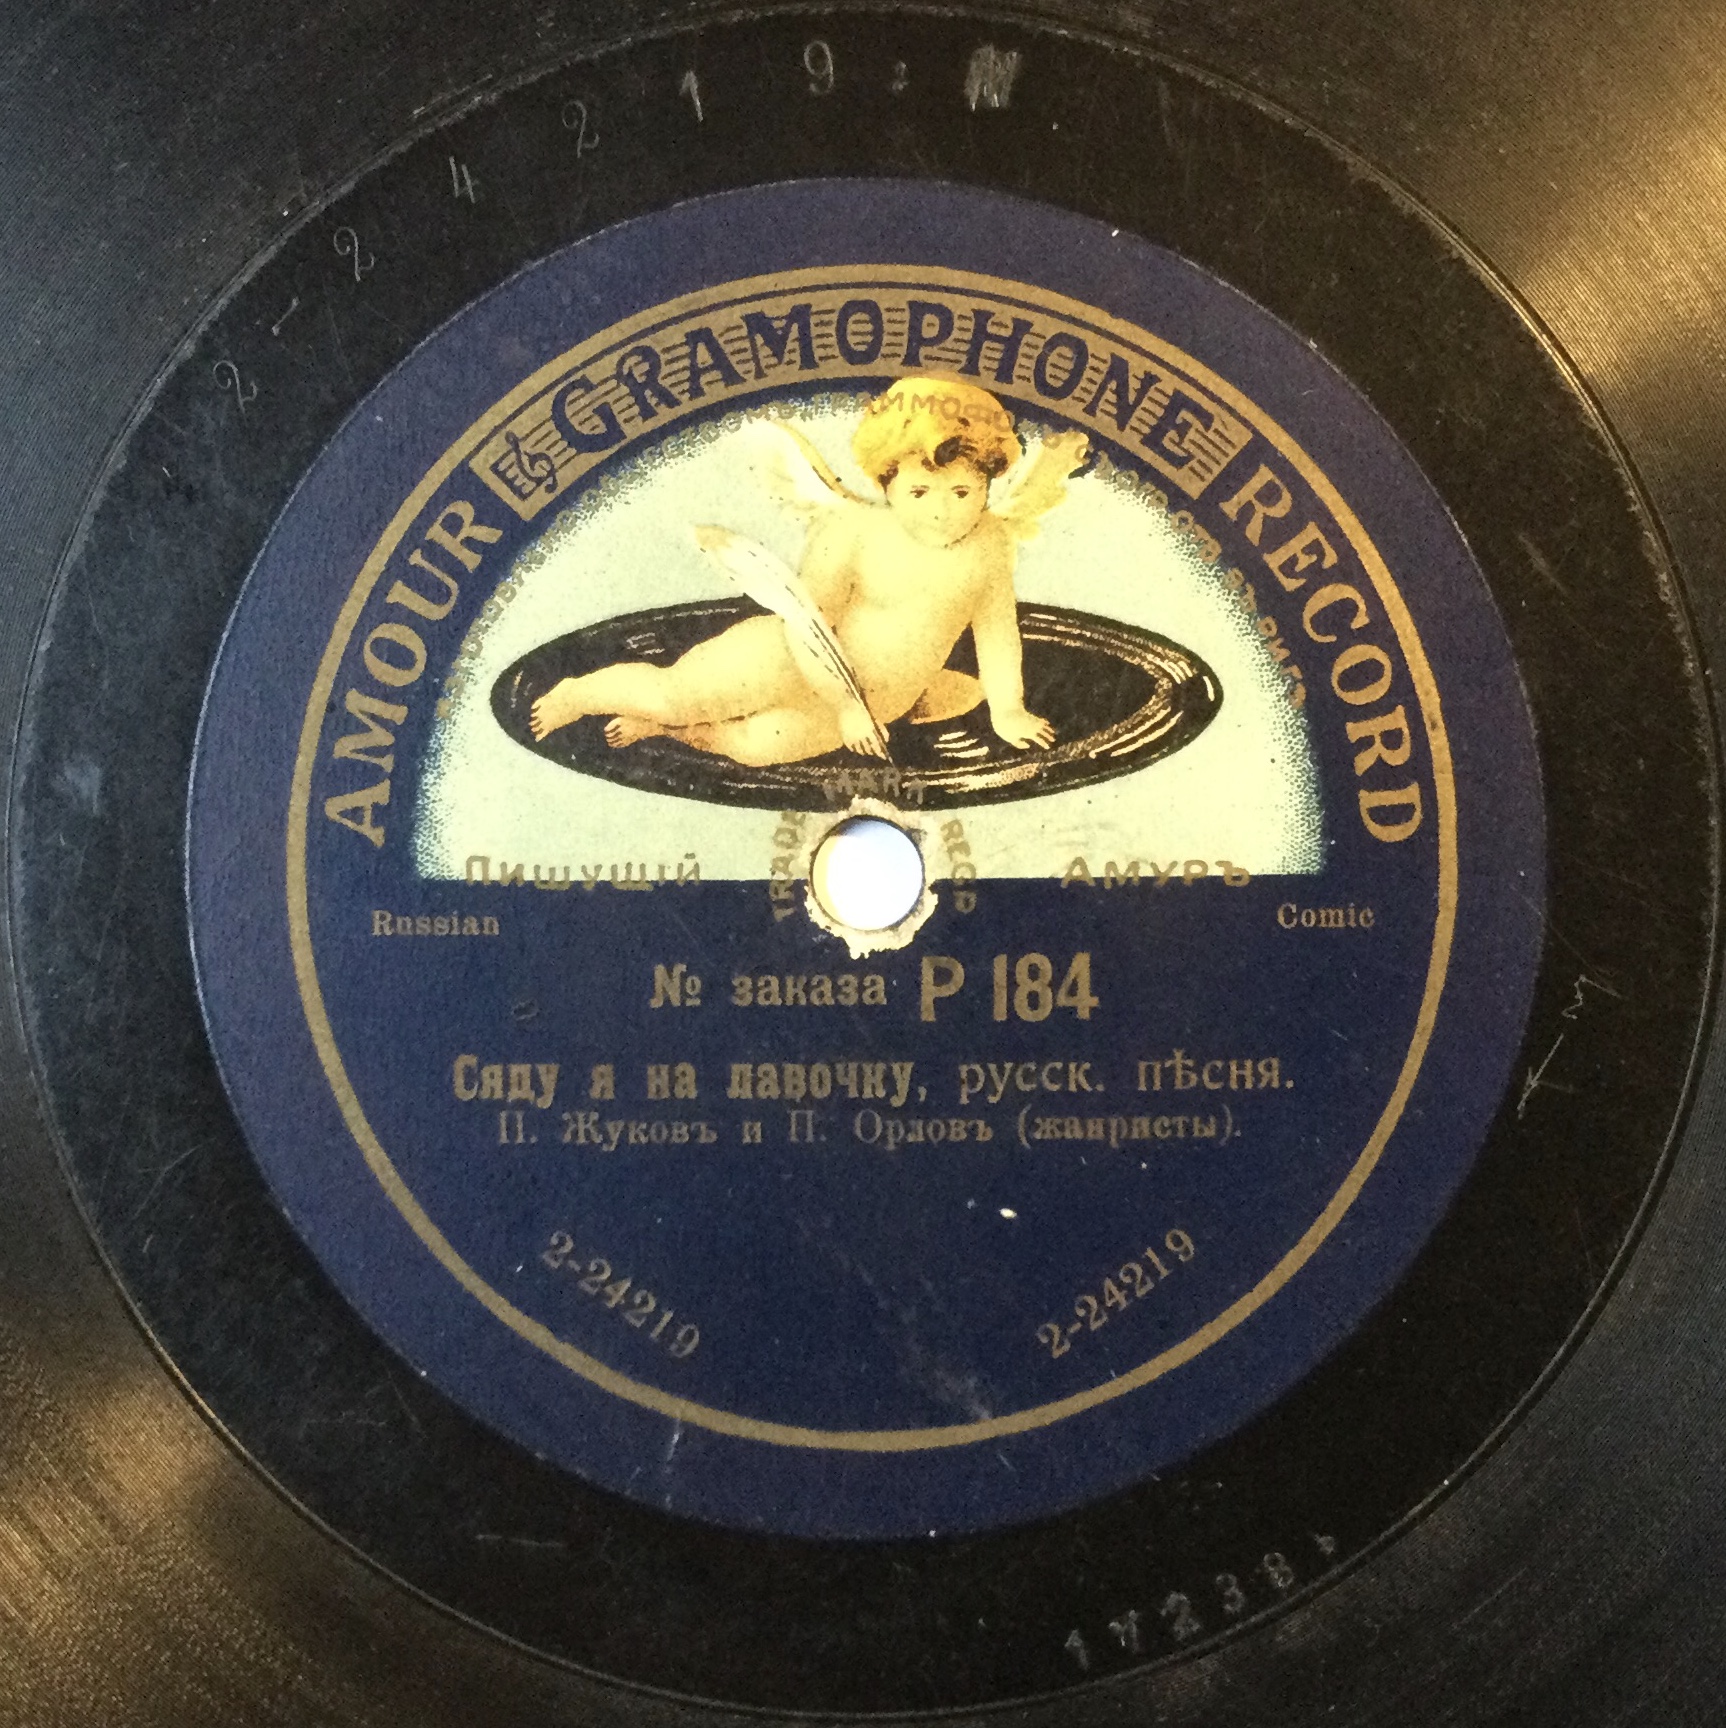 2-24219
AMOUR GRAMOPHONE RECORD
TRADE MARK
Пишущій Амуръ
Russian Comic
№ заказа P 184
Сяду я на лавочку, русск. пѣсня.
П. Жуковъ и П. Орловъ (жанристы).
2-24219 2-24219